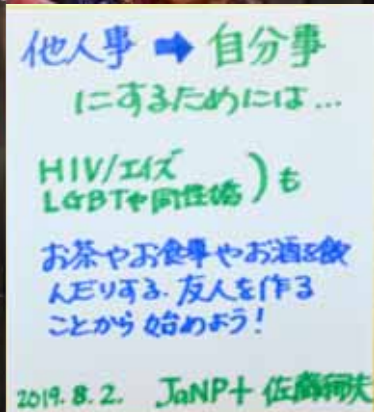 他人事 ➡ 自分事
にするためには…
HIV/エイズ
LGBTや同性婚 ) も
お茶やお食事やお酒を飲
んだりする、友人を作る
ことから 始めよう!
2019. 8. 2. JaNP+ 佐藤